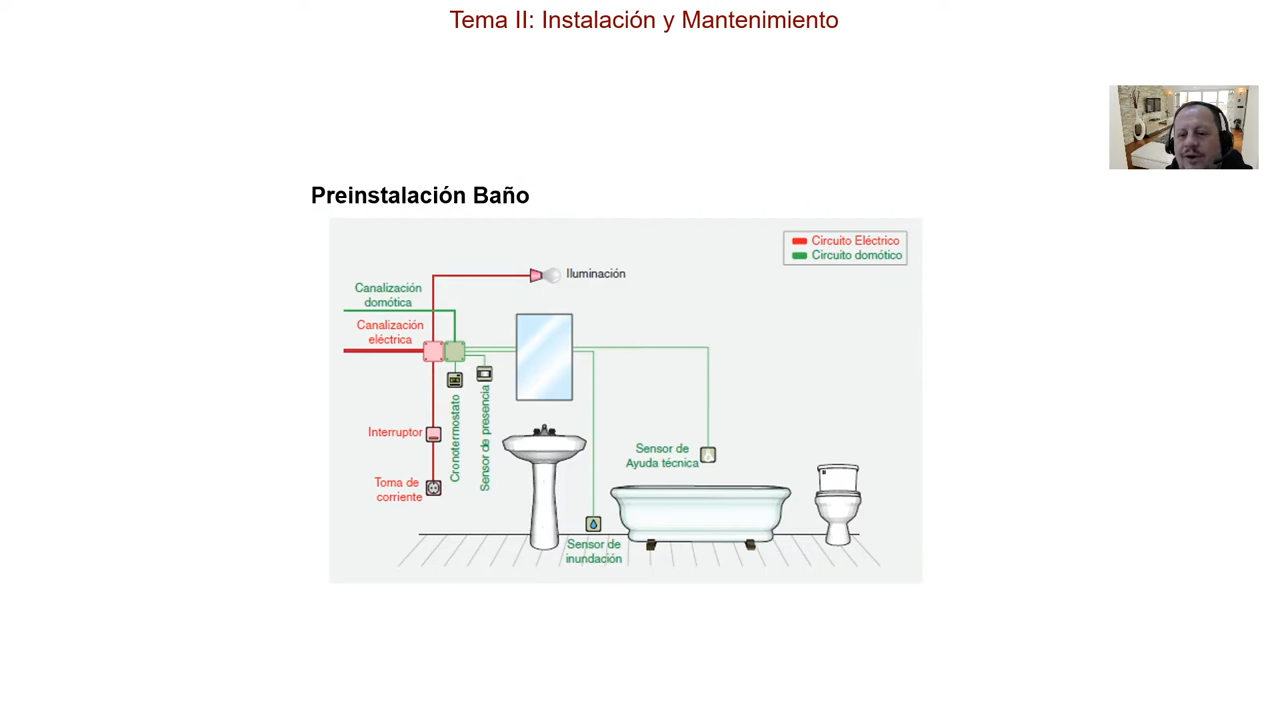 Tema II: Instalación y Mantenimiento
Preinstalación Baño
Circuito Eléctrico
Circuito domótico
Iluminación
Canalización
domótica
Canalización
eléctrica
Interruptor
Cronotermostato
Sensor de presencia
Sensor de
Ayuda técnica
Toma de
corriente
Sensor de
inundación